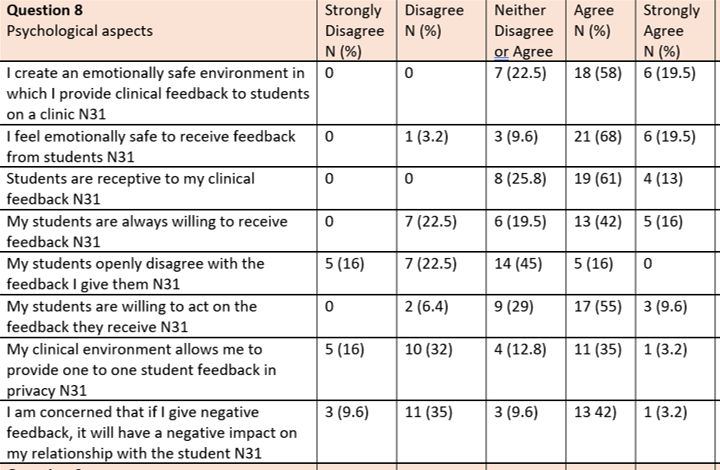 Question 8 Strongly Disagree Neither Agree Strongly
Psychological aspects Disagree N (%) Disagree N (%) Agree
N (%) or Agree N (%)
I create an emotionally safe environment in 0 0 7 (22.5) 18 (58) 6 (19.5)
which I provide clinical feedback to students
on a clinic N31
I feel emotionally safe to receive feedback 0 1 (3.2) 3 (9.6) 21 (68) 6 (19.5)
from students N31
Students are receptive to my clinical 0 0 8 (25.8) 19 (61) 4 (13)
feedback N31
My students are always willing to receive 0 7 (22.5) 6 (19.5) 13 (42) 5 (16)
feedback N31
My students openly disagree with the 5 (16) 7 (22.5) 14 (45) 5 (16) 0
feedback I give them N31
My students are willing to act on the 0 2 (6.4) 9 (29) 17 (55) 3 (9.6)
feedback they receive N31
My clinical environment allows me to 5 (16) 10 (32) 4 (12.8) 11 (35) 1 (3.2)
provide one to one student feedback in
privacy N31
I am concerned that if I give negative 3 (9.6) 11 (35) 3 (9.6) 13 42) 1 (3.2)
feedback, it will have a negative impact on
my relationship with the student N31